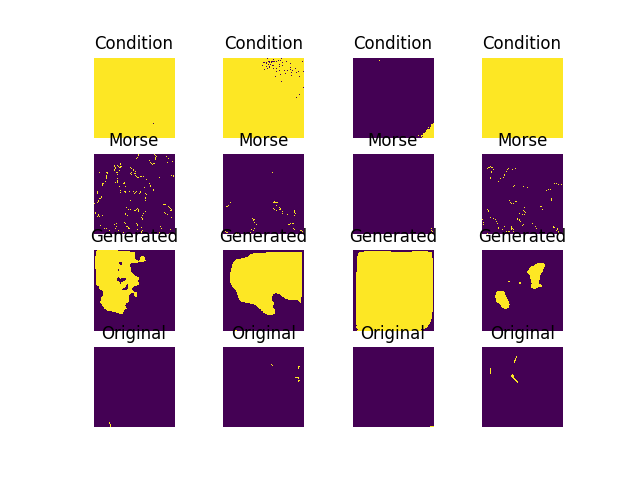 Condition Condition Condition Condition
Morse Morse Morse Morse
Generated Generated Generated Generated
Original Original Original Original